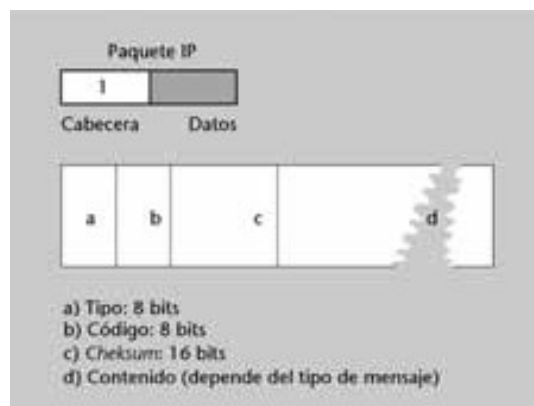 Paquete IP
1
Cabecera Datos
a b c d
a) Tipo: 8 bits
b) Código: 8 bits
c) Cheksum: 16 bits
d) Contenido (depende del tipo de mensaje)